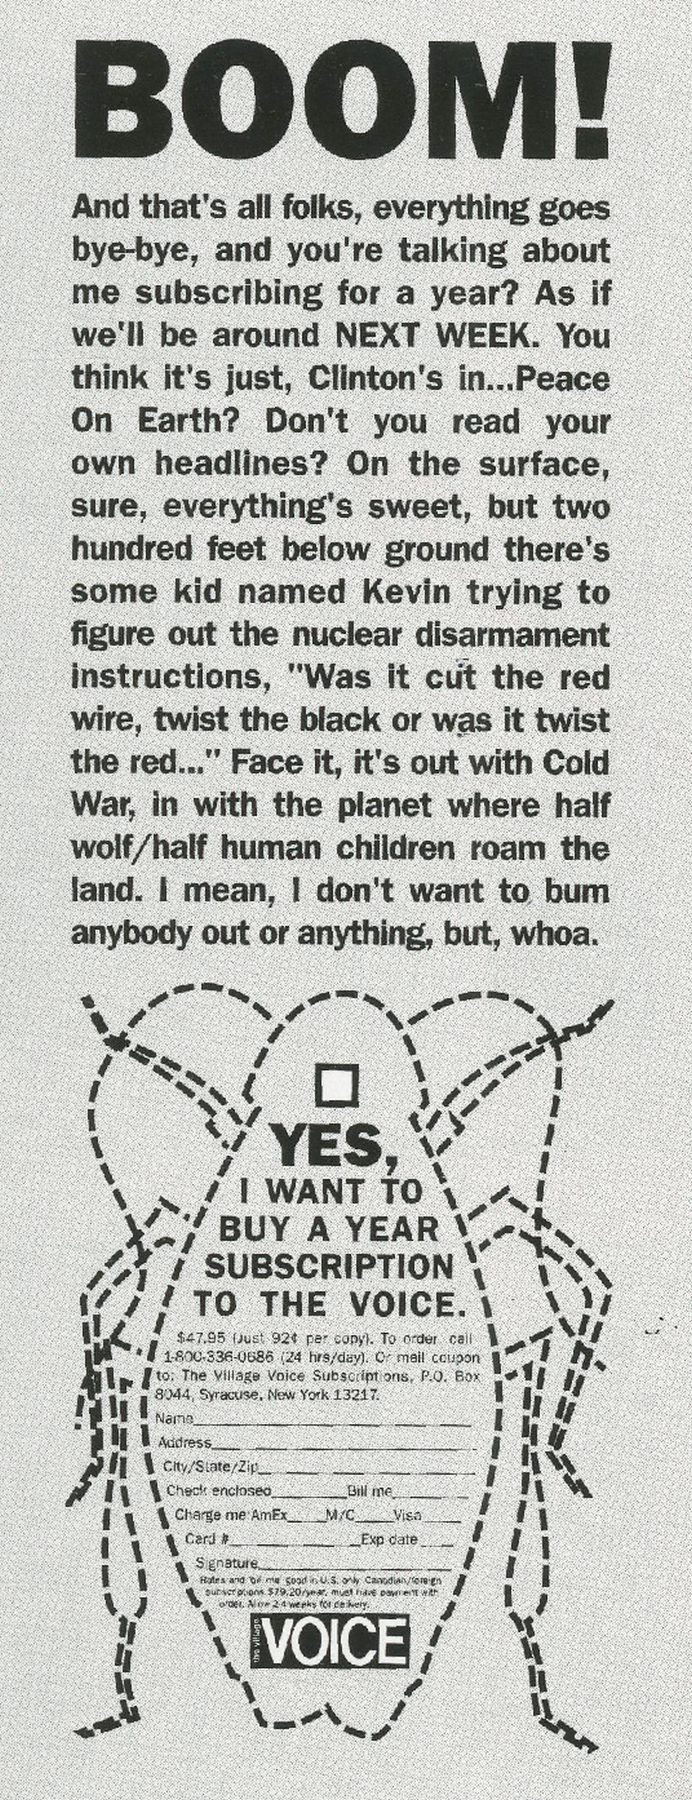 BOOM!
And that's all folks, everything goes
bye-bye, and you're talking about
me subscribing for a year? As if
we'll be around NEXT WEEK. You
think it's just, Clinton's in...Peace
On Earth? Don't you read your
own headlines? On the surface,
sure, everything's sweet, but two
hundred feet below ground there's
some kid named Kevin trying to
figure out the nuclear disarmament
instructions, "Was it cut the red
wire, twist the black or was it twist
the red..." Face it, it's out with Cold
War, in with the planet where half
wolf/half human children roam the
land. I mean, I don't want to bum
anybody out or anything, but, whoa.
YES,
I WANT TO
BUY A YEAR
SUBSCRIPTION
TO THE VOICE.
$47.95 (Just 92¢ per copy). To order call
1-800-336-0686 (24 hrs/day). Or mail coupon
to: The Village Voice Subscriptions, P.O. Box
8044, Syracuse, New York 13217.
Name
Address
City/State/Zip
Check enclosed Bill me
Charge me: AmEx M/C Visa
Card # Exp date
Signature
Rates and bill me good in U.S. only. Canadian/foreign
subscriptions $79.20/year, must have payment with
order. Allow 2-4 weeks for delivery.
the village VOICE